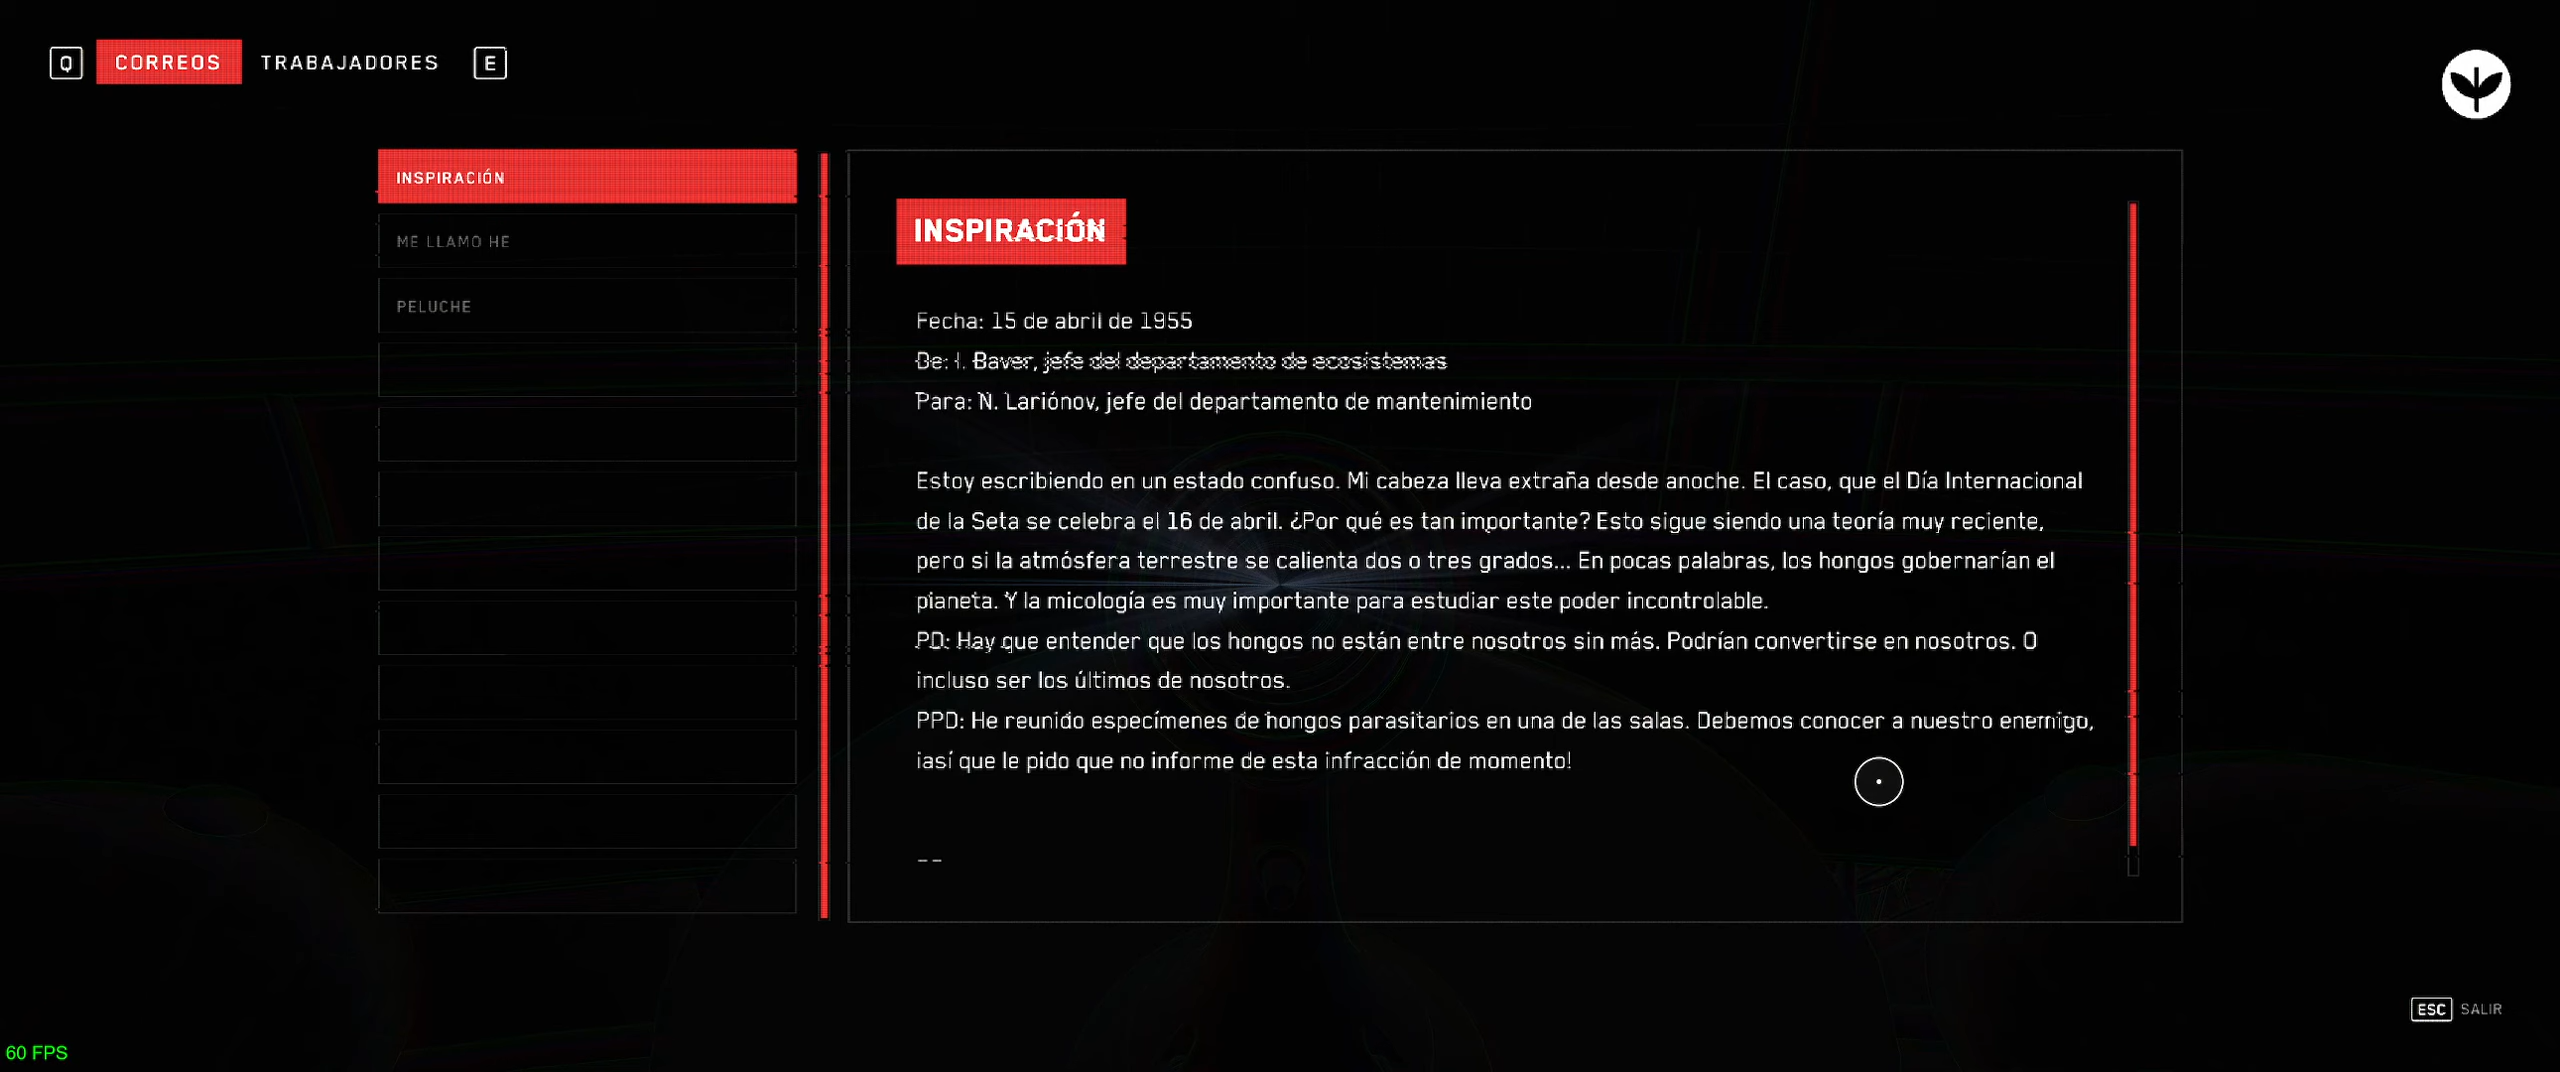 Q CORREOS TRABAJADORES E
INSPIRACIÓN
ME LLAMO HE
PELUCHE
INSPIRACIÓN
Fecha: 15 de abril de 1955
De: I. Baver, jefe del departamento de ecosistemas
Para: N. Lariónov, jefe del departamento de mantenimiento
Estoy escribiendo en un estado confuso. Mi cabeza lleva extraña desde anoche. El caso, que el Día Internacional
de la Seta se celebra el 16 de abril. ¿Por qué es tan importante? Esto sigue siendo una teoría muy reciente,
pero si la atmósfera terrestre se calienta dos o tres grados... En pocas palabras, los hongos gobernarían el
planeta. Y la micología es muy importante para estudiar este poder incontrolable.
PD: Hay que entender que los hongos no están entre nosotros sin más. Podrían convertirse en nosotros. O
incluso ser los últimos de nosotros.
PPD: He reunido especímenes de hongos parasitarios en una de las salas. Debemos conocer a nuestro enemigo,
¡así que le pido que no informe de esta infracción de momento!
--
ESC SALIR
60 FPS